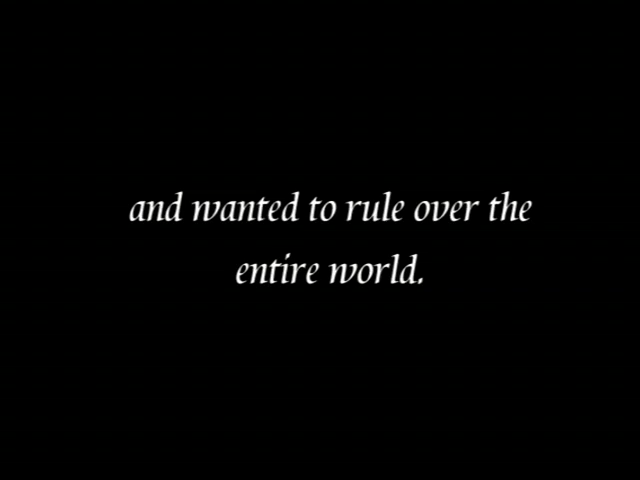 and wanted to rule over the
entire world.